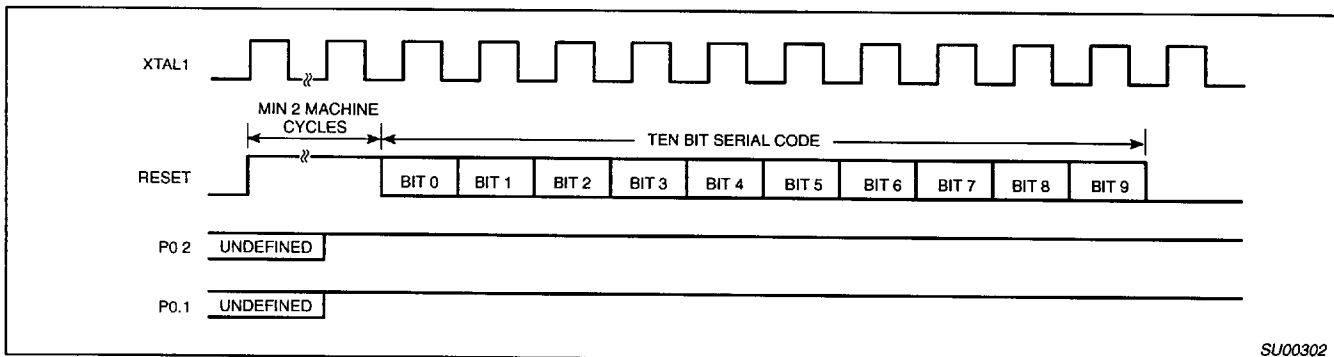 XTAL1
MIN 2 MACHINE
CYCLES
TEN BIT SERIAL CODE
RESET
BIT 0
BIT 1
BIT 2
BIT 3
BIT 4
BIT 5
BIT 6
BIT 7
BIT 8
BIT 9
P0 2
UNDEFINED
P0.1
UNDEFINED
SU00302